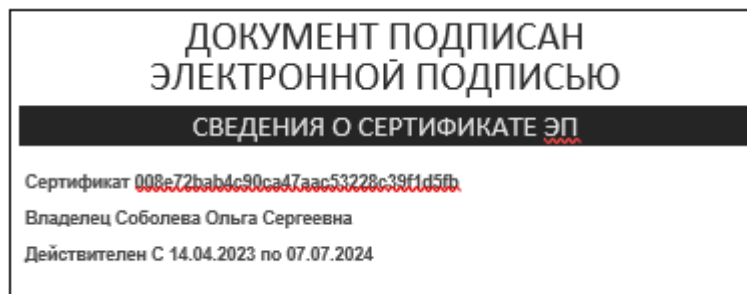 ДОКУМЕНТ ПОДПИСАН
ЭЛЕКТРОННОЙ ПОДПИСЬЮ
СВЕДЕНИЯ О СЕРТИФИКАТЕ ЭП
Сертификат 008e72bab4c90ca47aac53228c39f1d5fb
Владелец Соболева Ольга Сергеевна
Действителен С 14.04.2023 по 07.07.2024